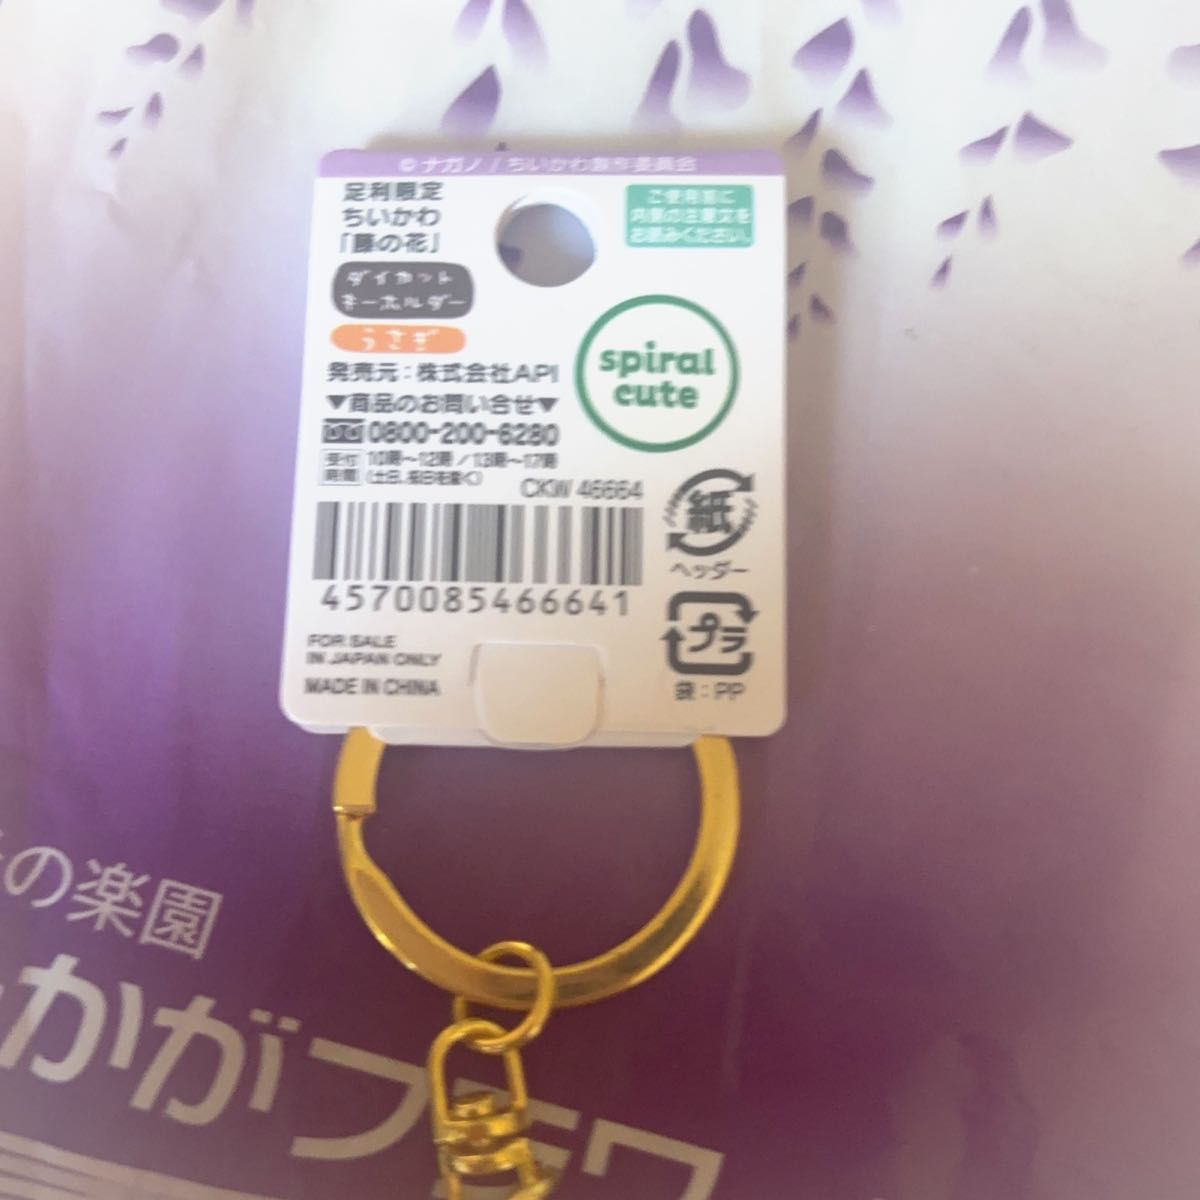 © ナガノ / ちいかわ製作委員会
足利限定
ちいかわ
「藤の花」
ダイカット
キーホルダー
うさぎ
ご使用前に
内面の注意文を
お読みください。
spiral
cute
発売元:株式会社API
▼商品のお問い合せ▼
0800-200-6280
受付
時間
10時〜12時/13時〜17時
(土日、祝日を除く)
CKW 46664
4570085466641
紙
ヘッダー
プラ
袋:PP
FOR SALE
IN JAPAN ONLY
MADE IN CHINA
の楽園
かがフラワ